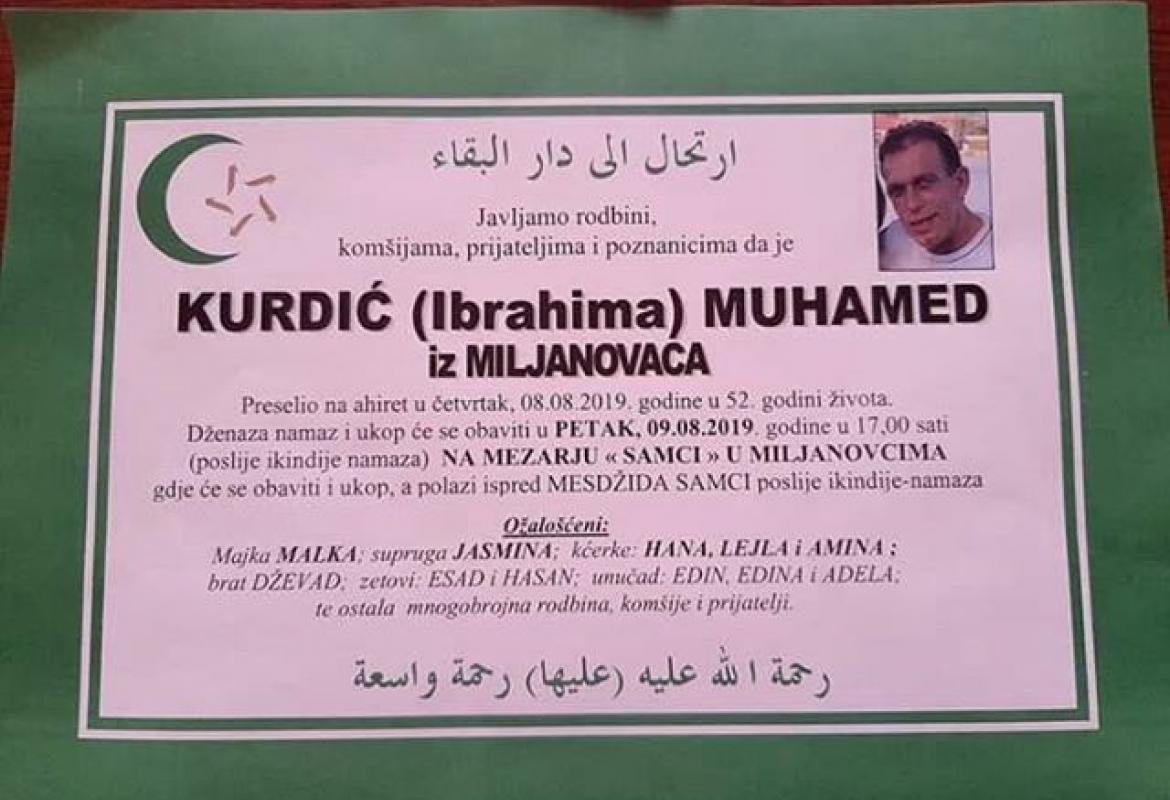 ارتحال الى دار البقاء
Javljamo rodbini,
komšijama, prijateljima i poznanicima da je
KURDIĆ (Ibrahima) MUHAMED
iz MILJANOVACA
Preselio na ahiret u četvrtak, 08.08.2019. godine u 52. godini života.
Dženaza namaz i ukop će se obaviti u PETAK, 09.08.2019. godine u 17,00 sati
(poslije ikindije namaza) NA MEZARJU « SAMCI » U MILJANOVCIMA
gdje će se obaviti i ukop, a polazi ispred MESDŽIDA SAMCI poslije ikindije-namaza
Ožalošćeni:
Majka MALKA; supruga JASMINA; kćerke: HANA, LEJLA i AMINA ;
brat DŽEVAD; zetovi: ESAD i HASAN; unučad: EDIN, EDINA i ADELA;
te ostala mnogobrojna rodbina, komšije i prijatelji.
رحمة الله عليه (عليها) رحمة واسعة